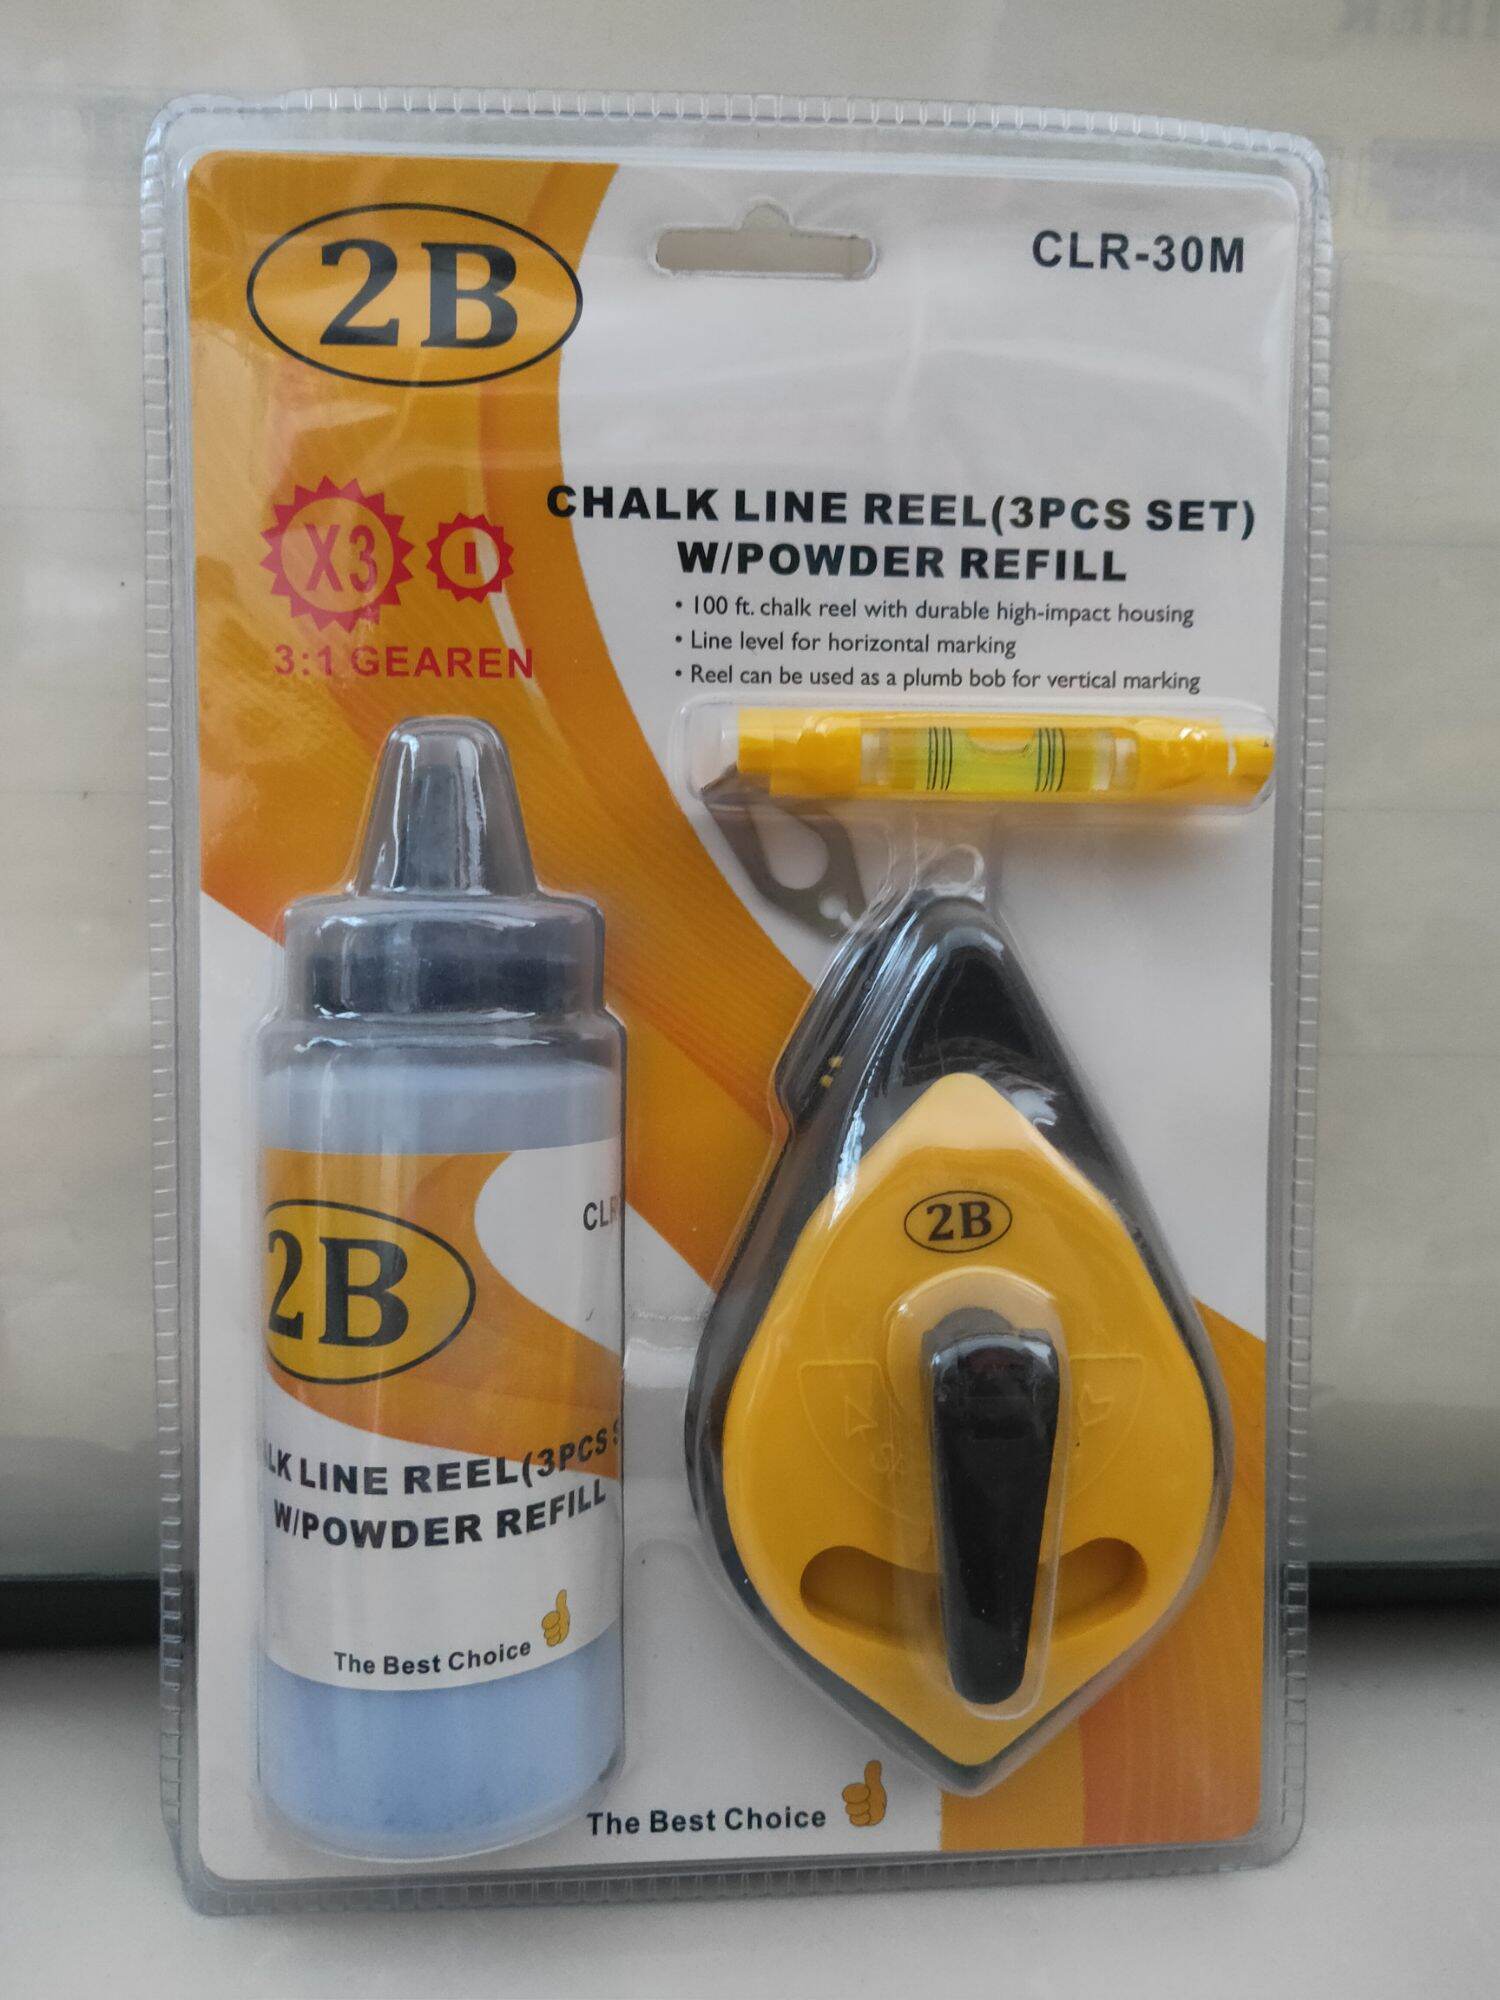 2B
CLR-30M
X3
3:1 GEAREN
CHALK LINE REEL(3PCS SET)
W/POWDER REFILL
• 100 ft. chalk reel with durable high-impact housing
• Line level for horizontal marking
• Reel can be used as a plumb bob for vertical marking
2B
CLR
LK LINE REEL(3PCS
W/POWDER REFILL
The Best Choice
2B
The Best Choice